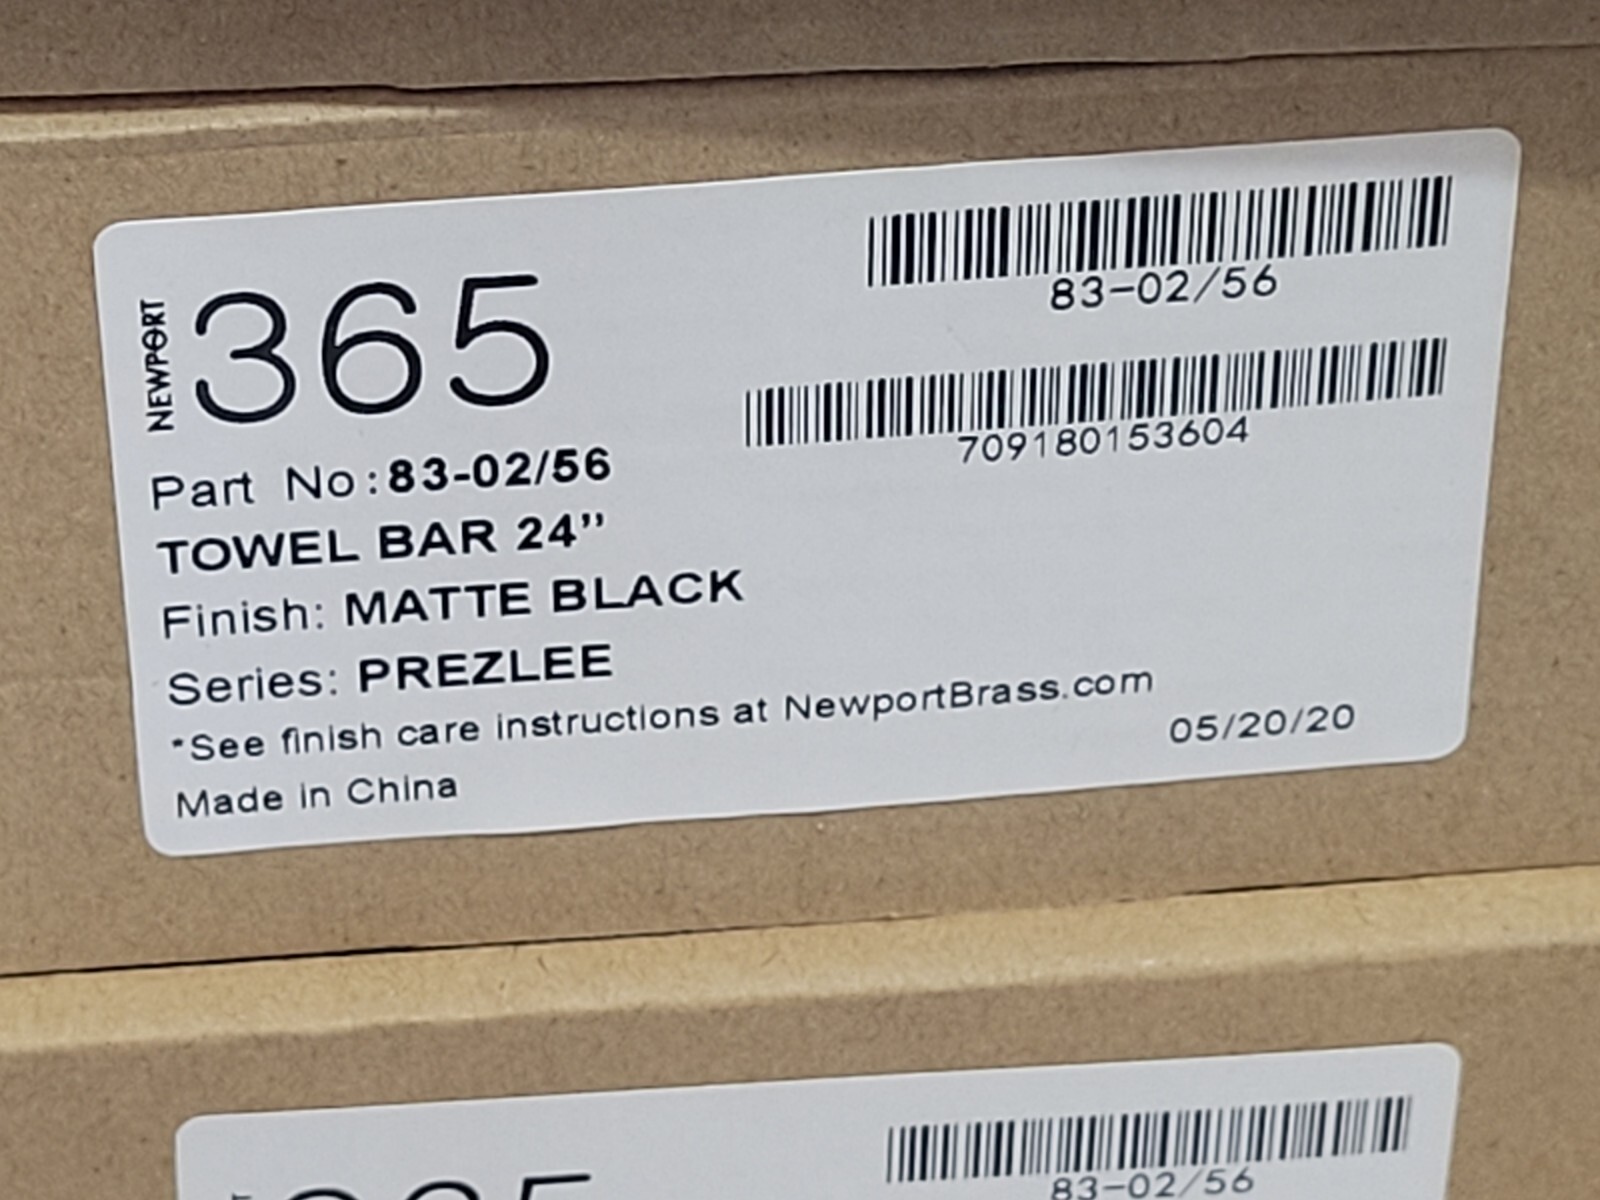 NEWPORT
365
83-02/56
709180153604
Part No:83-02/56
TOWEL BAR 24”
Finish: MATTE BLACK
Series: PREZLEE
*See finish care instructions at NewportBrass.com
05/20/20
Made in China
83-02/56